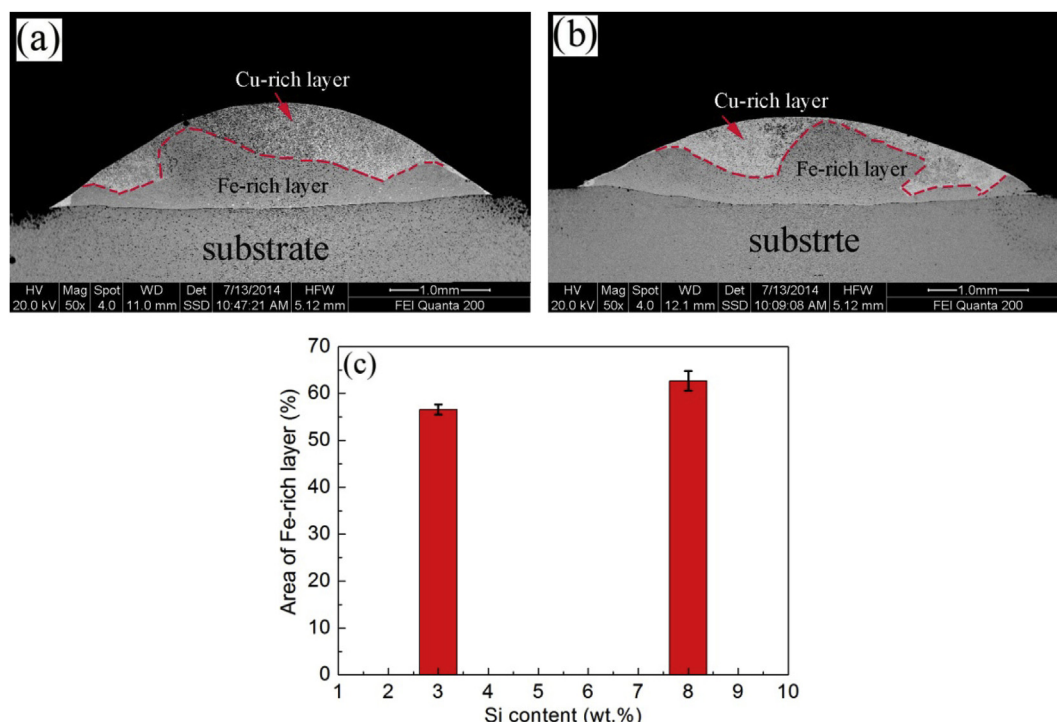 (a)
Cu-rich layer
Fe-rich layer
substrate
HV Mag Spot WD Det 7/13/2014 HFW 1.0mm
20.0 kV 50x 4.0 11.0 mm SSD 10:47:21 AM 5.12 mm FEI Quanta 200
(b)
Cu-rich layer
Fe-rich layer
substrte
HV Mag Spot WD Det 7/13/2014 HFW 1.0mm
20.0 kV 50x 4.0 12.1 mm SSD 10:09:08 AM 5.12 mm FEI Quanta 200
(c)
Area of Fe-rich layer (%)
70
60
50
40
30
20
10
0
1 2 3 4 5 6 7 8 9 10
Si content (wt.%)